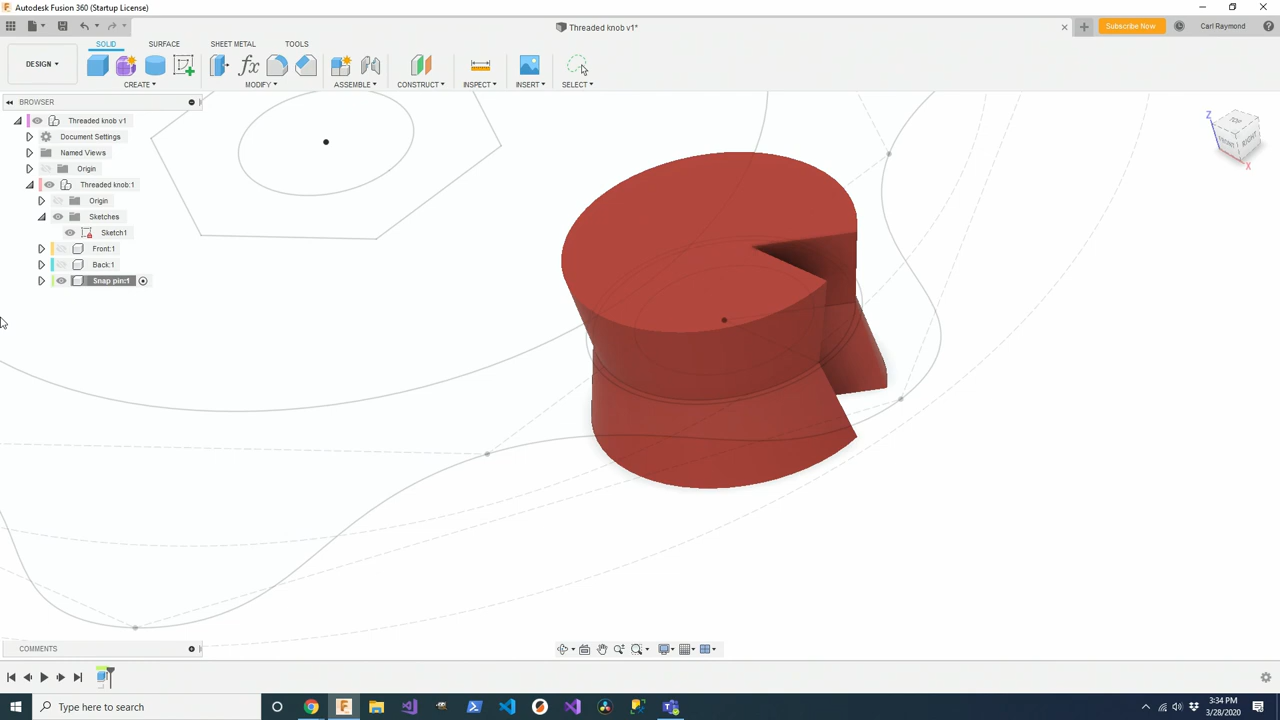 Autodesk Fusion 360 (Startup License)
Threaded knob v1*
Subscribe Now
Carl Raymond
DESIGN
SOLID
SURFACE
SHEET METAL
TOOLS
CREATE
MODIFY
ASSEMBLE
CONSTRUCT
INSPECT
INSERT
SELECT
BROWSER
Threaded knob v1
Document Settings
Named Views
Origin
Threaded knob:1
Origin
Sketches
Sketch1
Front:1
Back:1
Snap pin:1
Z
TOP
FRONT
RIGHT
X
COMMENTS
Type here to search
3:34 PM
3/28/2020